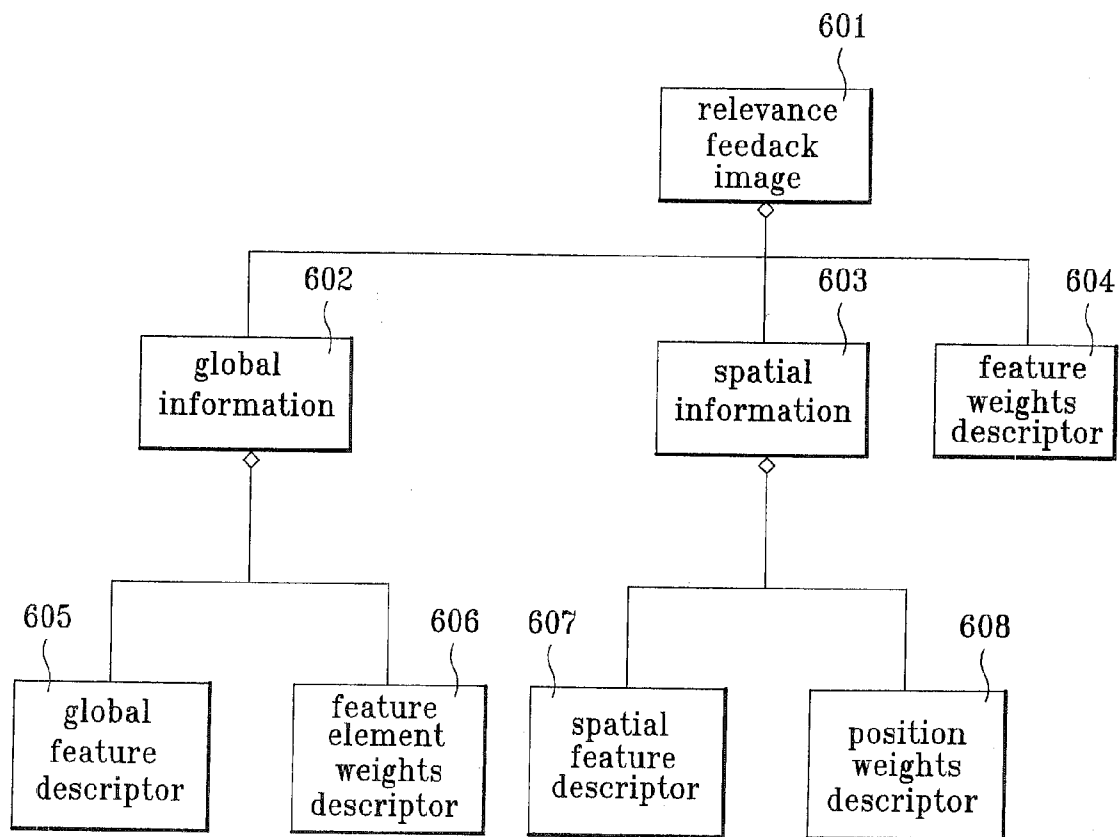 601
relevance
feedack
image
602
603
604
global
information
spatial
information
feature
weights
descriptor
605
606
607
608
global
feature
descriptor
feature
element
weights
descriptor
spatial
feature
descriptor
position
weights
descriptor